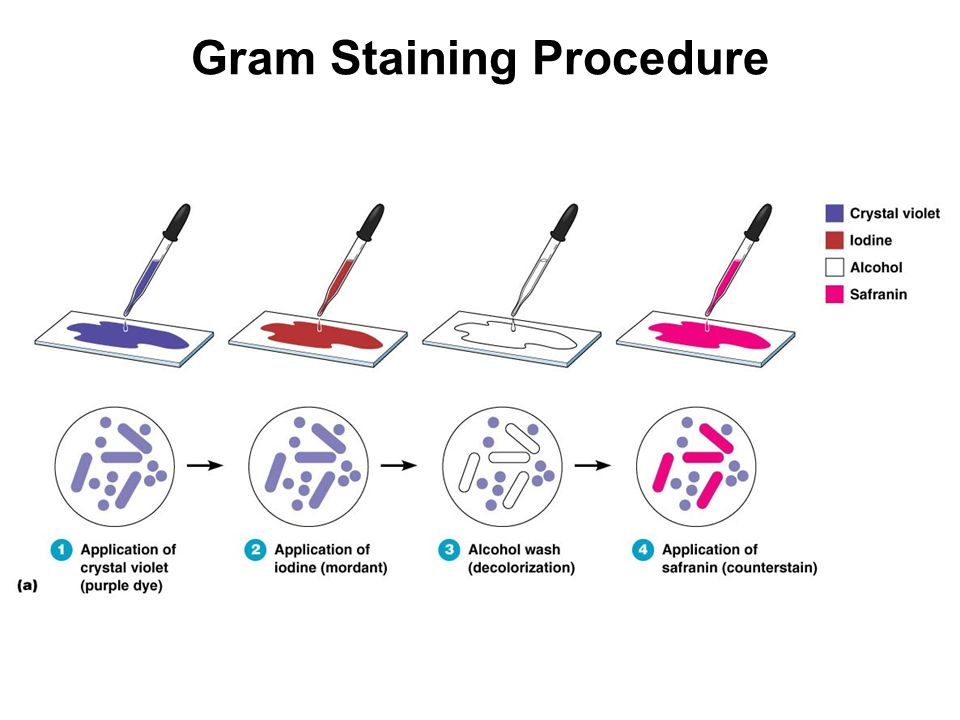 Gram Staining Procedure
Crystal violet
Iodine
Alcohol
Safranin
1 Application of
crystal violet
(purple dye)
2 Application of
iodine (mordant)
3 Alcohol wash
(decolorization)
4 Application of
safranin (counterstain)
(a)